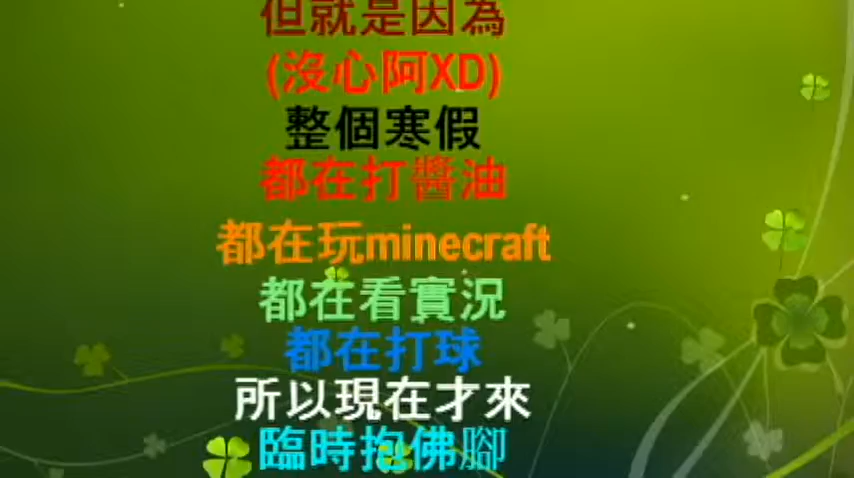 但就是因為
(沒心阿XD)
整個寒假
都在打醬油
都在玩minecraft
都在看實況
都在打球
所以現在才來
臨時抱佛腳